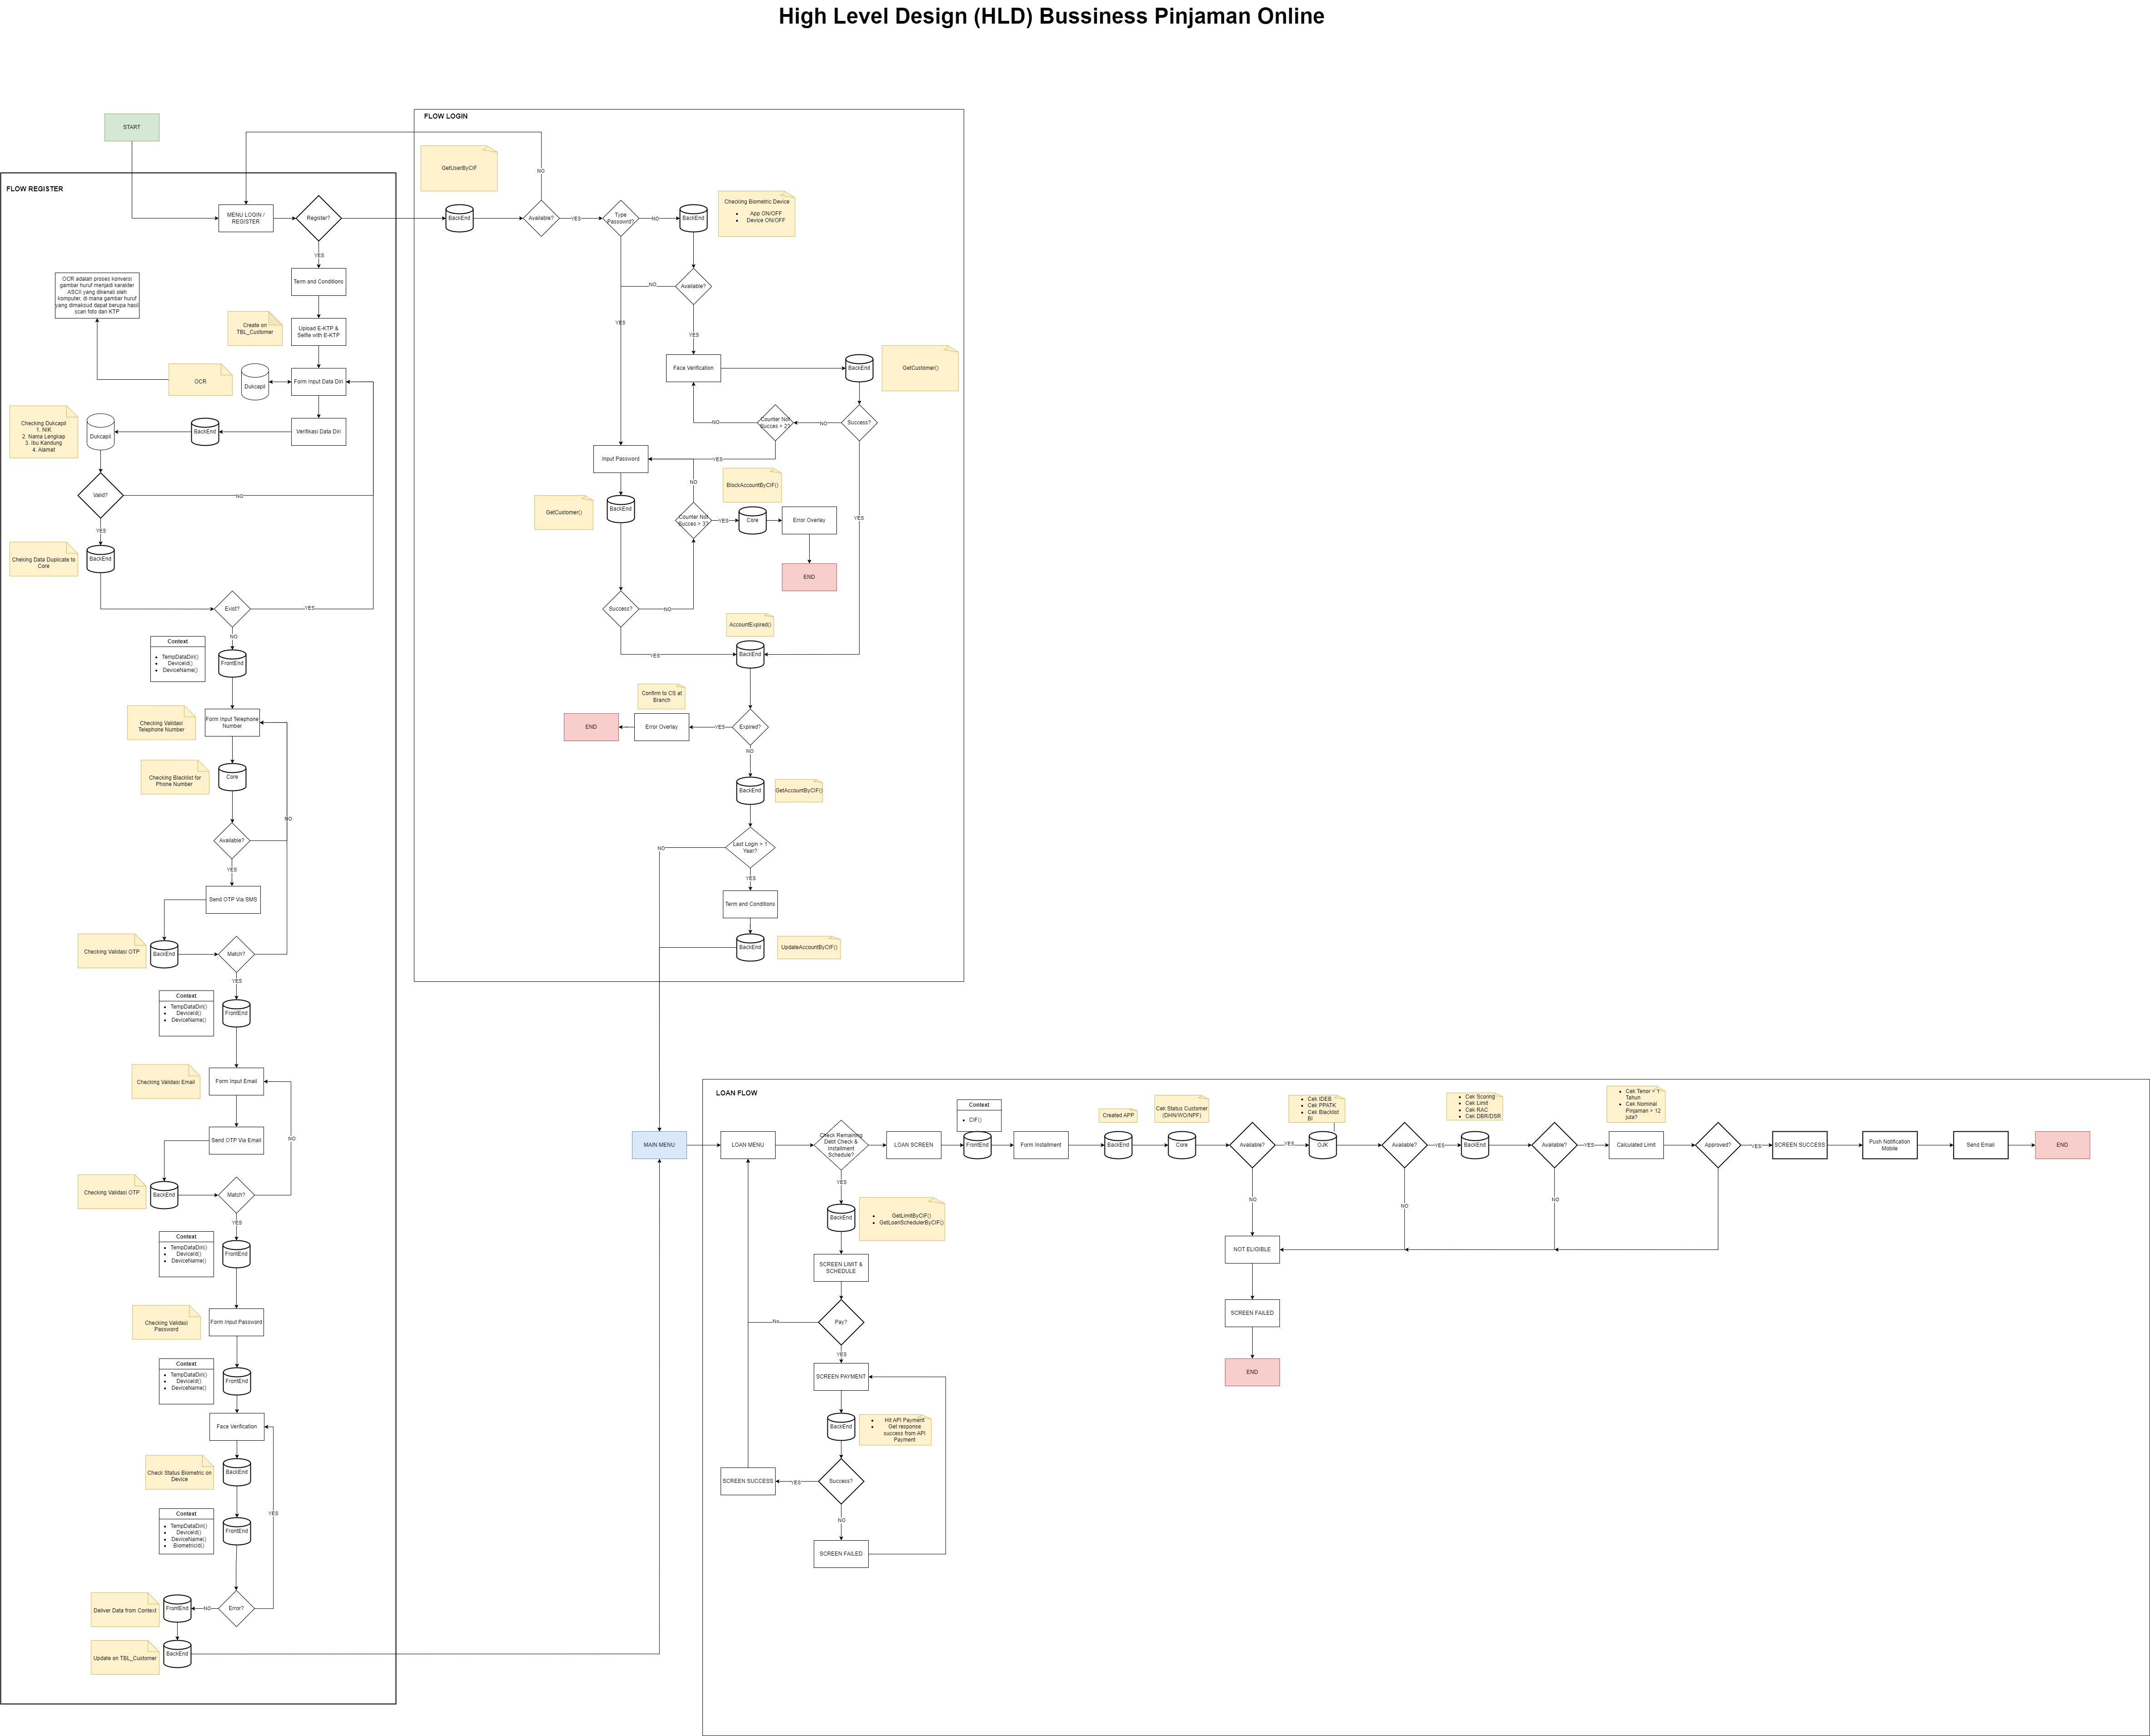 High Level Design (HLD) Bussiness Pinjaman Online
START
FLOW REGISTER
MENU LOGIN /
REGISTER
Register?
YES
Term and Conditions
OCR adalah proses konversi
gambar huruf menjadi karakter
ASCII yang dikenali oleh
komputer, di mana gambar huruf
yang dimaksud dapat berupa hasil
scan foto dari KTP
Create on
TBL_Customer
Upload E-KTP &
Selfie with E-KTP
OCR
Dukcapil
Form Input Data Diri
Checking Dukcapil
1. NIK
2. Nama Lengkap
3. Ibu Kandung
4. Alamat
Dukcapil
BackEnd
Verifikasi Data Diri
Valid?
NO
YES
Cheking Data Duplicate to
Core
BackEnd
Exist?
YES
NO
Context
TempDataDiri()
DeviceId()
DeviceName()
FrontEnd
Checking Validasi
Telephone Number
Form Input Telephone
Number
Checking Blacklist for
Phone Number
Core
NO
Available?
YES
Send OTP Via SMS
Checking Validasi OTP
BackEnd
Match?
YES
Context
TempDataDiri()
DeviceId()
DeviceName()
FrontEnd
Checking Validasi Email
Form Input Email
Send OTP Via Email
NO
Checking Validasi OTP
BackEnd
Match?
YES
Context
TempDataDiri()
DeviceId()
DeviceName()
FrontEnd
Checking Validasi
Password
Form Input Password
Context
TempDataDiri()
DeviceId()
DeviceName()
FrontEnd
Face Verification
Check Status Biometric on
Device
BackEnd
Context
TempDataDiri()
DeviceId()
DeviceName()
BiometricId()
FrontEnd
YES
Deliver Data from Context
FrontEnd
NO
Error?
Update on TBL_Customer
BackEnd
FLOW LOGIN
GetUserByCIF
NO
BackEnd
Available?
YES
Type
Passowrd?
NO
BackEnd
Checking Biometric Device
App ON/OFF
Device ON/OFF
NO
Available?
YES
YES
Face Verification
BackEnd
GetCustomer()
NO
Counter Not
Succes > 2?
NO
Success?
Input Password
YES
NO
BlockAccountByCIF()
GetCustomer()
BackEnd
Counter Not
Succes > 3?
YES
Core
Error Overlay
YES
END
Success?
NO
AccountExpired()
YES
BackEnd
Confirm to CS at
Branch
END
Error Overlay
YES
Expired?
NO
BackEnd
GetAccountByCIF()
NO
Last Login > 1
Year?
YES
Term and Conditions
BackEnd
UpdateAccountByCIF()
LOAN FLOW
MAIN MENU
LOAN MENU
Check Remaining
Debt Check &
Installment
Schedule?
LOAN SCREEN
Context
CIF()
FrontEnd
Form Installment
Created APP
BackEnd
Cek Status Customer
(DHN/WO/NPF)
Core
Available?
YES
Cek IDEB
Cek PPATK
Cek Blacklist
BI
OJK
Available?
YES
Cek Scoring
Cek Limit
Cek RAC
Cek DBR/DSR
BackEnd
Available?
YES
Cek Nominal
Pinjaman > 12
juta?
Calculated Limit
Approved?
YES
SCREEN SUCCESS
Push Notification
Mobile
Send Email
END
YES
BackEnd
GetLimitByCIF()
GetLoanSchedulerByCIF()
NO
NO
NO
SCREEN LIMIT &
SCHEDULE
NOT ELIGIBLE
No
Pay?
SCREEN FAILED
YES
SCREEN PAYMENT
END
BackEnd
Hit API Payment
Get response
success from API
Payment
SCREEN SUCCESS
YES
Success?
NO
SCREEN FAILED